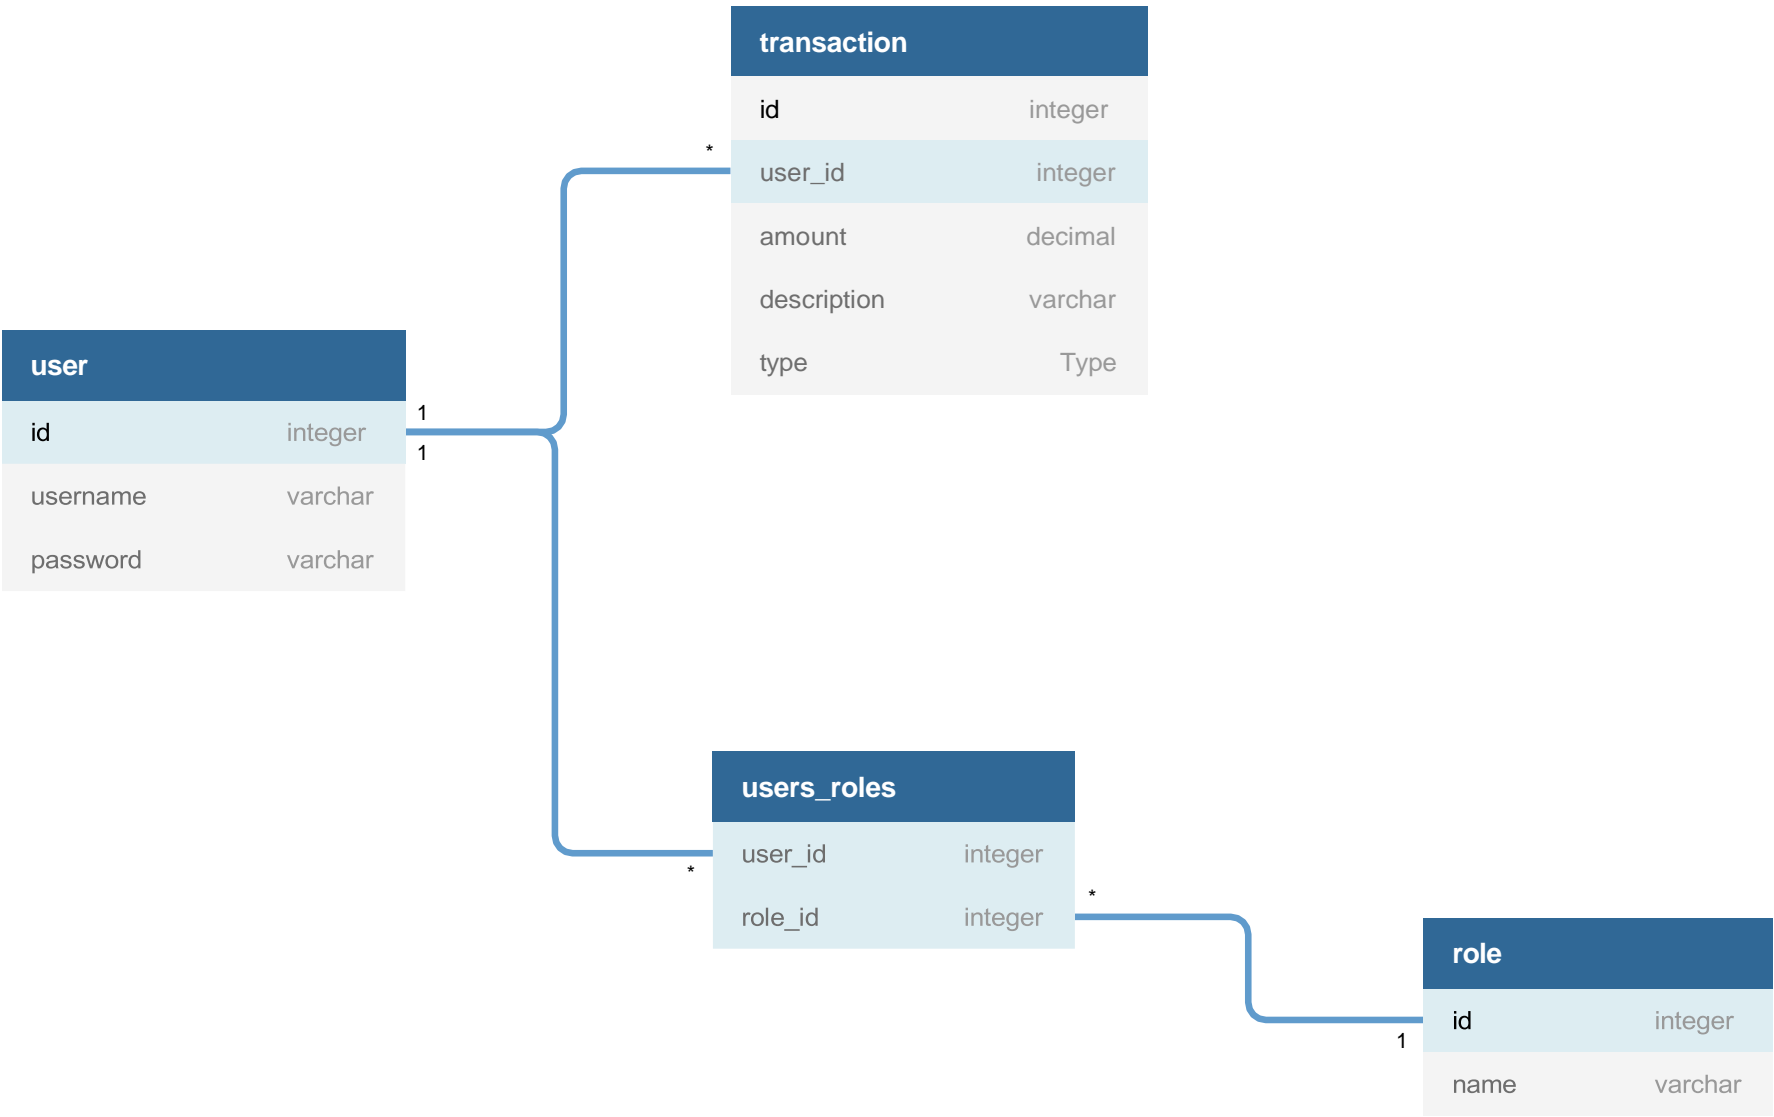 transaction
id integer
user_id integer
amount decimal
description varchar
type Type
*
user
id integer
username varchar
password varchar
1
1
users_roles
user_id integer
role_id integer
*
*
role
id integer
name varchar
1